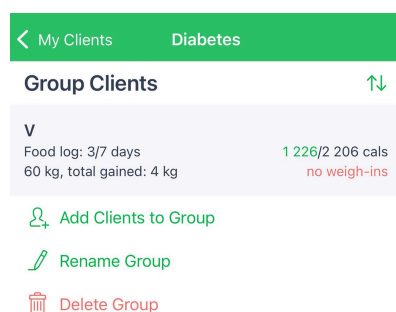 My Clients
Diabetes
Group Clients
V
Food log: 3/7 days
1 226/2 206 cals
60 kg, total gained: 4 kg
no weigh-ins
Add Clients to Group
Rename Group
Delete Group